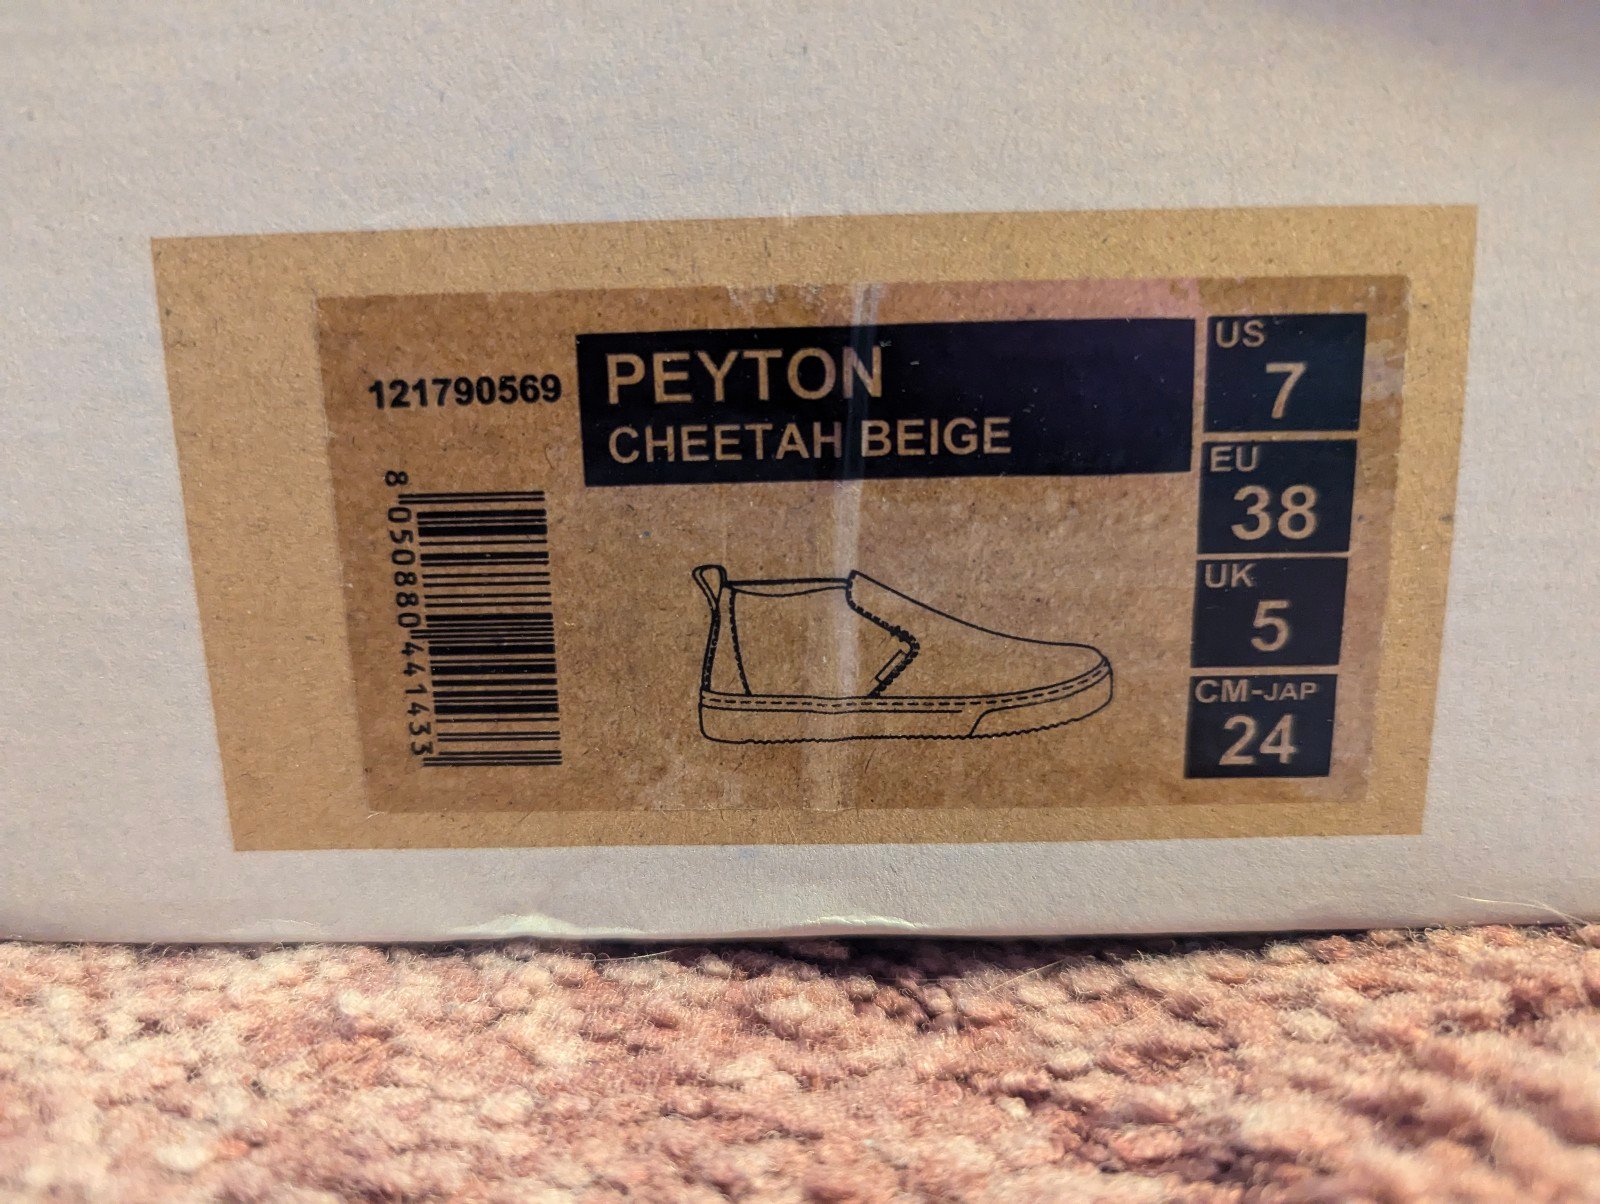 121790569
PEYTON
CHEETAH BEIGE
8 050880 441433
US
7
EU
38
UK
5
CM-JAP
24